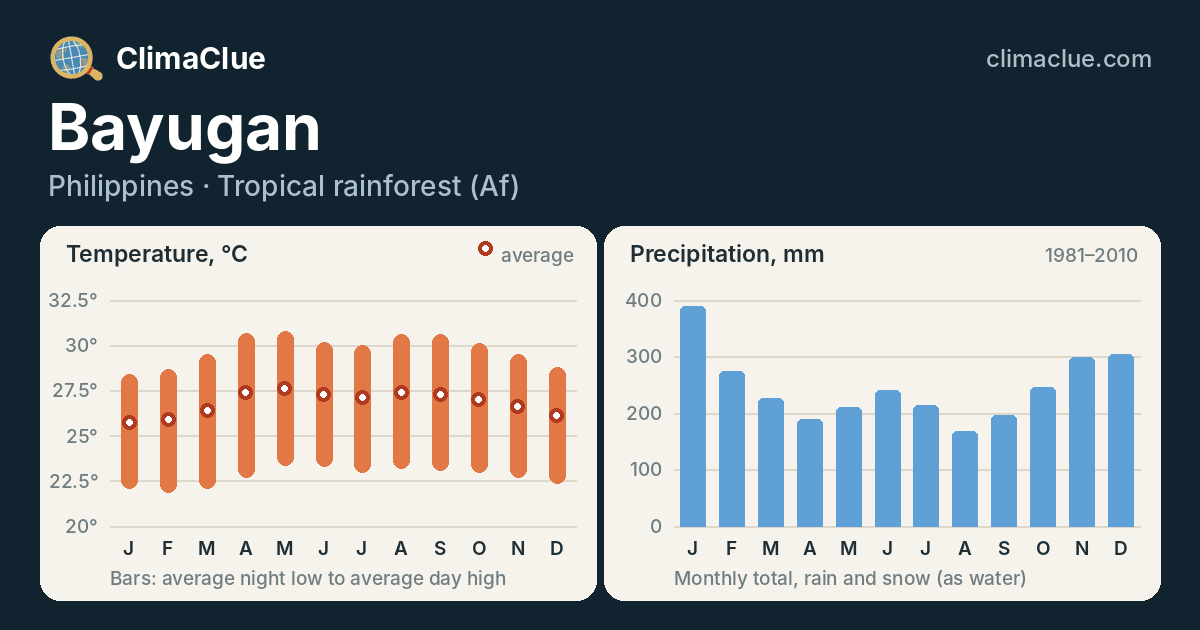 ClimaClue
climaclue.com
Bayugan
Philippines · Tropical rainforest (Af)
Temperature, °C
average
32.5°
30°
27.5°
25°
22.5°
20°
J F M A M J J A S O N D
Bars: average night low to average day high
Precipitation, mm
1981–2010
400
300
200
100
0
J F M A M J J A S O N D
Monthly total, rain and snow (as water)